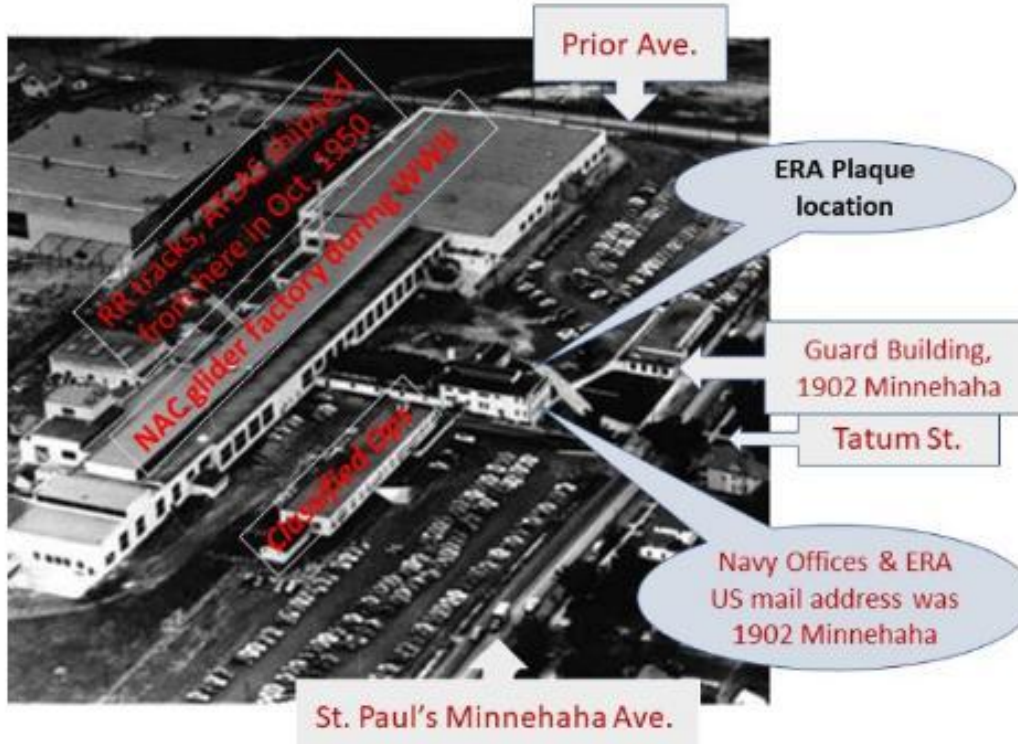 Prior Ave.
RR tracks, ATLAS shipped
from here in Oct. 1950
NAC glider factory during WWII
ERA Plaque
location
Guard Building,
1902 Minnehaha
Tatum St.
Classified Ops
Navy Offices & ERA
US mail address was
1902 Minnehaha
St. Paul's Minnehaha Ave.